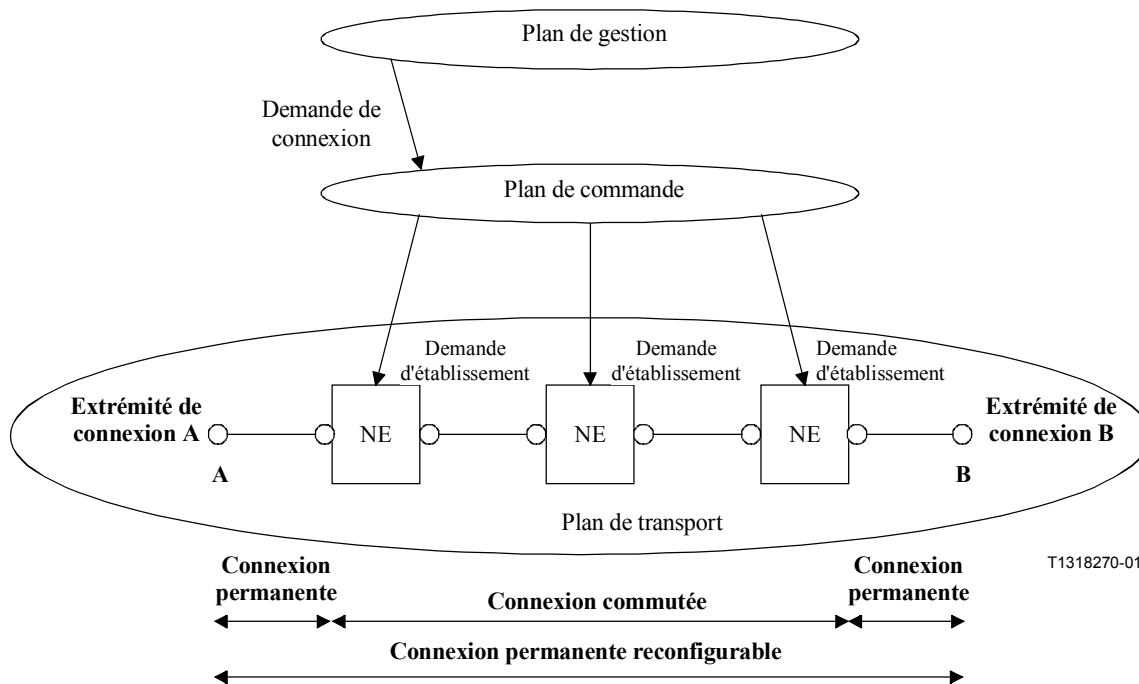 Plan de gestion
Demande de
connexion
Plan de commande
Demande
d'établissement
Demande
d'établissement
Demande
d'établissement
Extrémité de
connexion A
NE
NE
NE
Extrémité de
connexion B
A
B
Plan de transport
T1318270-01
Connexion
permanente
Connexion commutée
Connexion
permanente
Connexion permanente reconfigurable